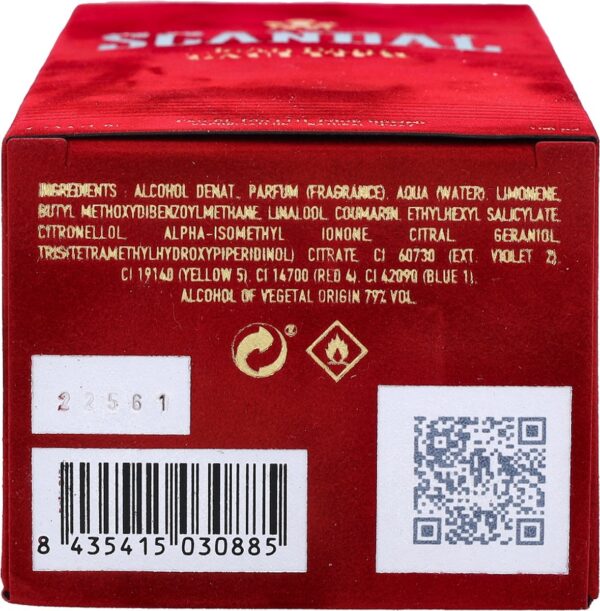 SCANDAL
INGREDIENTS : ALCOHOL DENAT., PARFUM (FRAGRANCE), AQUA (WATER), LIMONENE,
BUTYL METHOXYDIBENZOYLMETHANE, LINALOOL, COUMARIN, ETHYLHEXYL SALICYLATE,
CITRONELLOL, ALPHA-ISOMETHYL IONONE, CITRAL, GERANIOL,
TRIS(TETRAMETHYLHYDROXYPIPERIDINOL) CITRATE, CI 60730 (EXT. VIOLET 2),
CI 19140 (YELLOW 5), CI 14700 (RED 4), CI 42090 (BLUE 1).
ALCOHOL OF VEGETAL ORIGIN 79% VOL.
22561
8 435415 030885